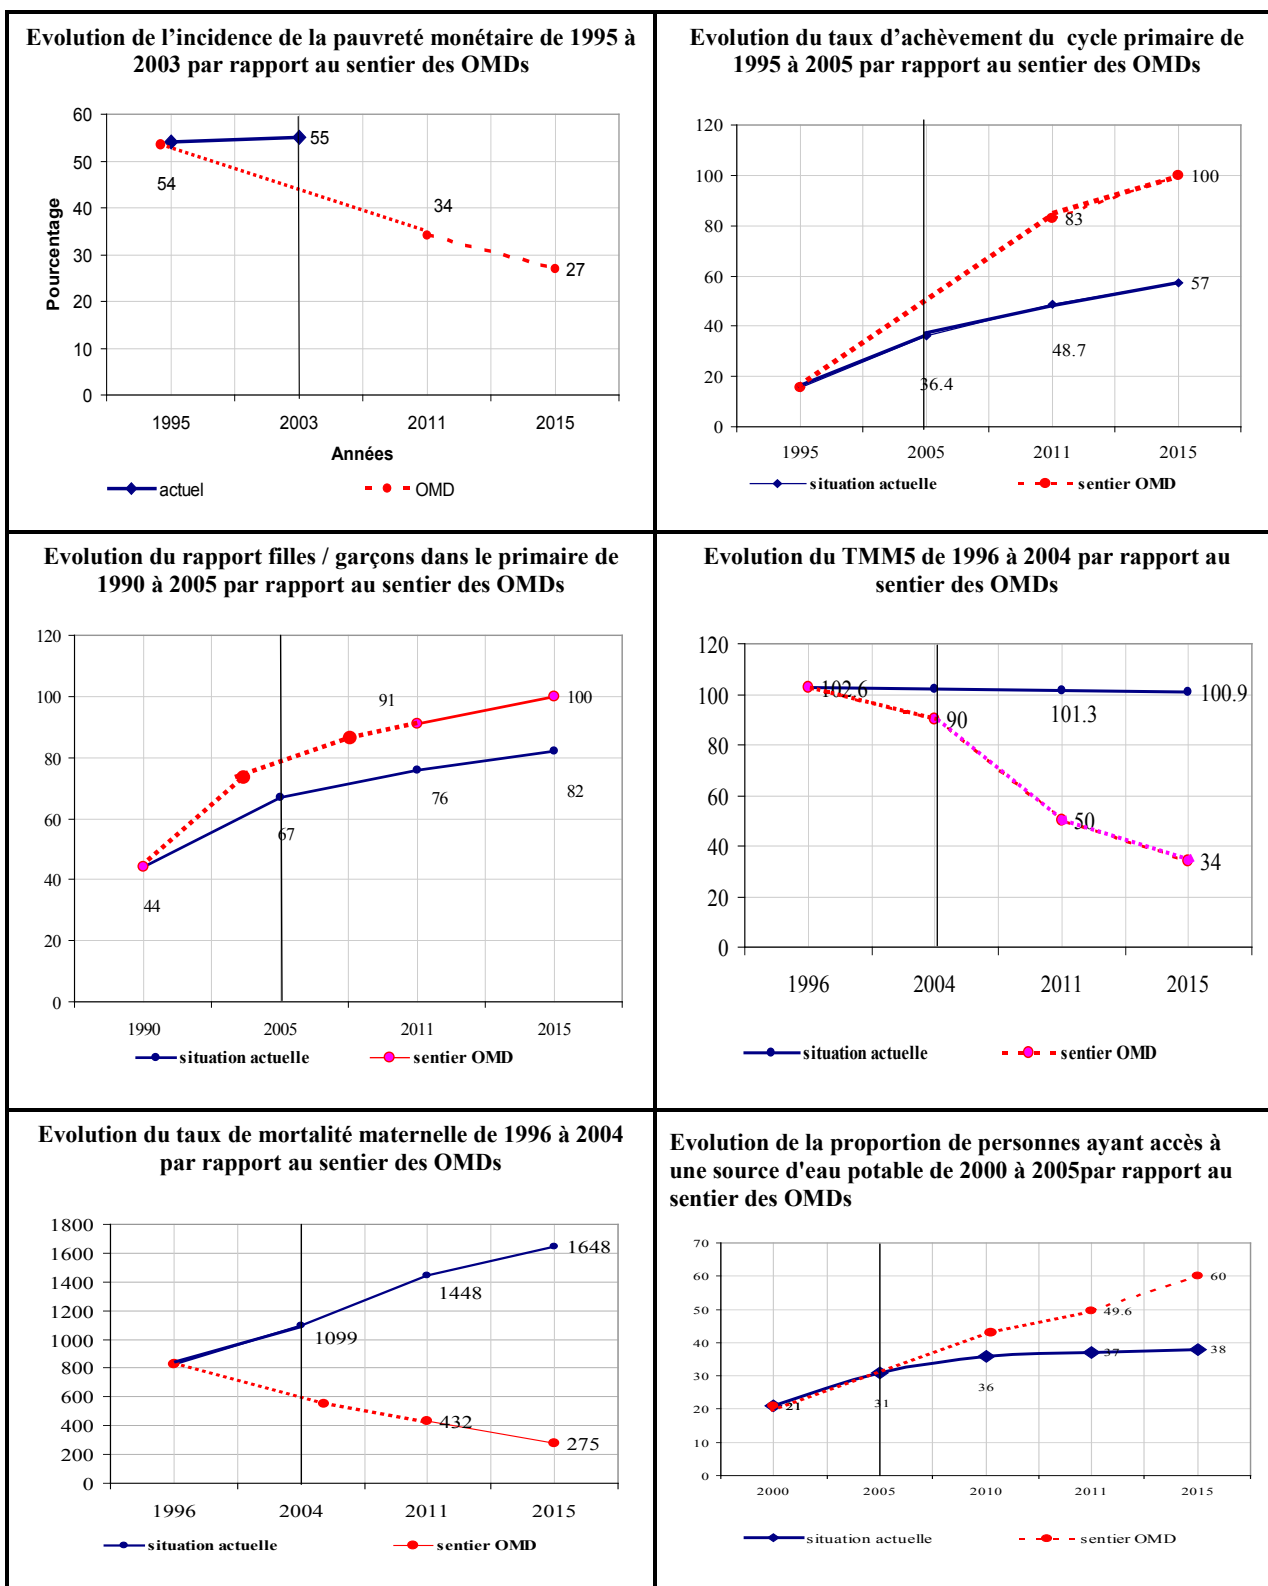 Evolution de l’incidence de la pauvreté monétaire de 1995 à
2003 par rapport au sentier des OMDs
60
50
40
30
20
10
0
Pourcentage
55
54
34
27
1995 2003 2011 2015
Années
actuel OMD
Evolution du taux d’achèvement du cycle primaire de
1995 à 2005 par rapport au sentier des OMDs
120
100
80
60
40
20
0
100
83
57
48.7
36.4
1995 2005 2011 2015
situation actuelle sentier OMD
Evolution du rapport filles / garçons dans le primaire de
1990 à 2005 par rapport au sentier des OMDs
120
100
80
60
40
20
0
91
100
76
82
67
44
1990 2005 2011 2015
situation actuelle sentier OMD
Evolution du TMM5 de 1996 à 2004 par rapport au
sentier des OMDs
120
100
80
60
40
20
0
102.6
101.3
100.9
90
50
34
1996 2004 2011 2015
situation actuelle sentier OMD
Evolution du taux de mortalité maternelle de 1996 à 2004
par rapport au sentier des OMDs
1800
1600
1400
1200
1000
800
600
400
200
0
1648
1448
1099
432
275
1996 2004 2011 2015
situation actuelle sentier OMD
Evolution de la proportion de personnes ayant accès à
une source d'eau potable de 2000 à 2005par rapport au
sentier des OMDs
70
60
50
40
30
20
10
0
60
49.6
37
38
36
31
21
2000 2005 2010 2011 2015
situation actuelle sentier OMD